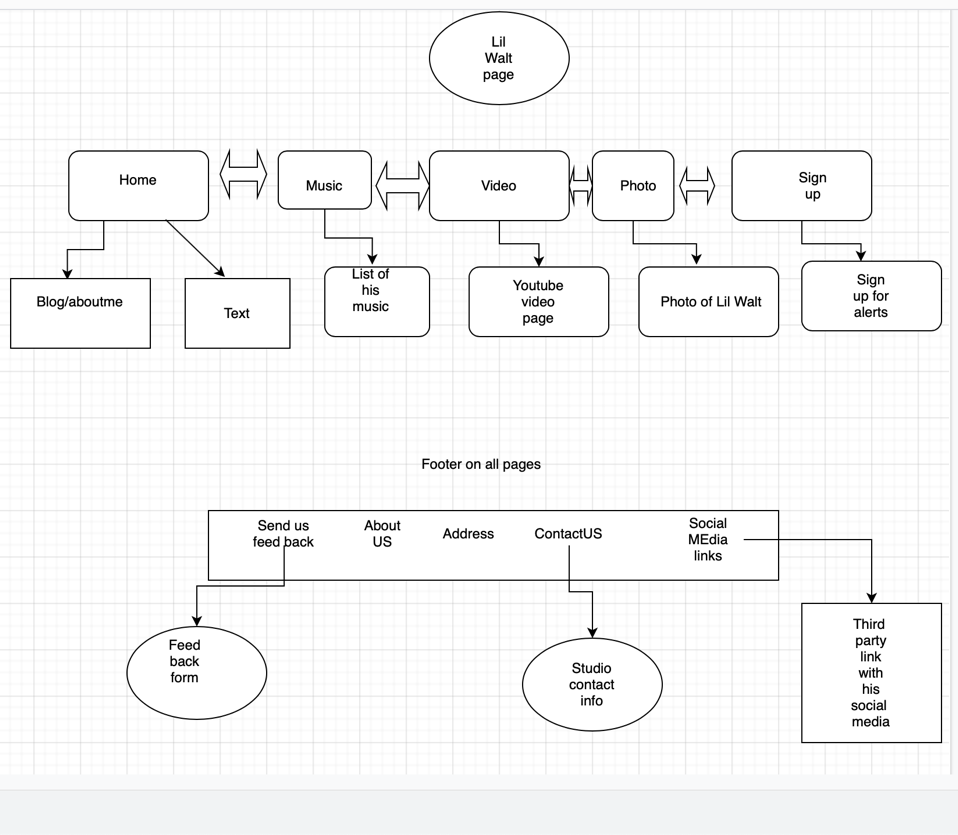 Lil
Walt
page
Home
Music
Video
Photo
Sign
up
Blog/aboutme
Text
List of
his
music
Youtube
video
page
Photo of Lil Walt
Sign
up for
alerts
Footer on all pages
Send us
feed back
About
US
Address
ContactUS
Social
MEdia
links
Feed
back
form
Studio
contact
info
Third
party
link
with
his
social
media